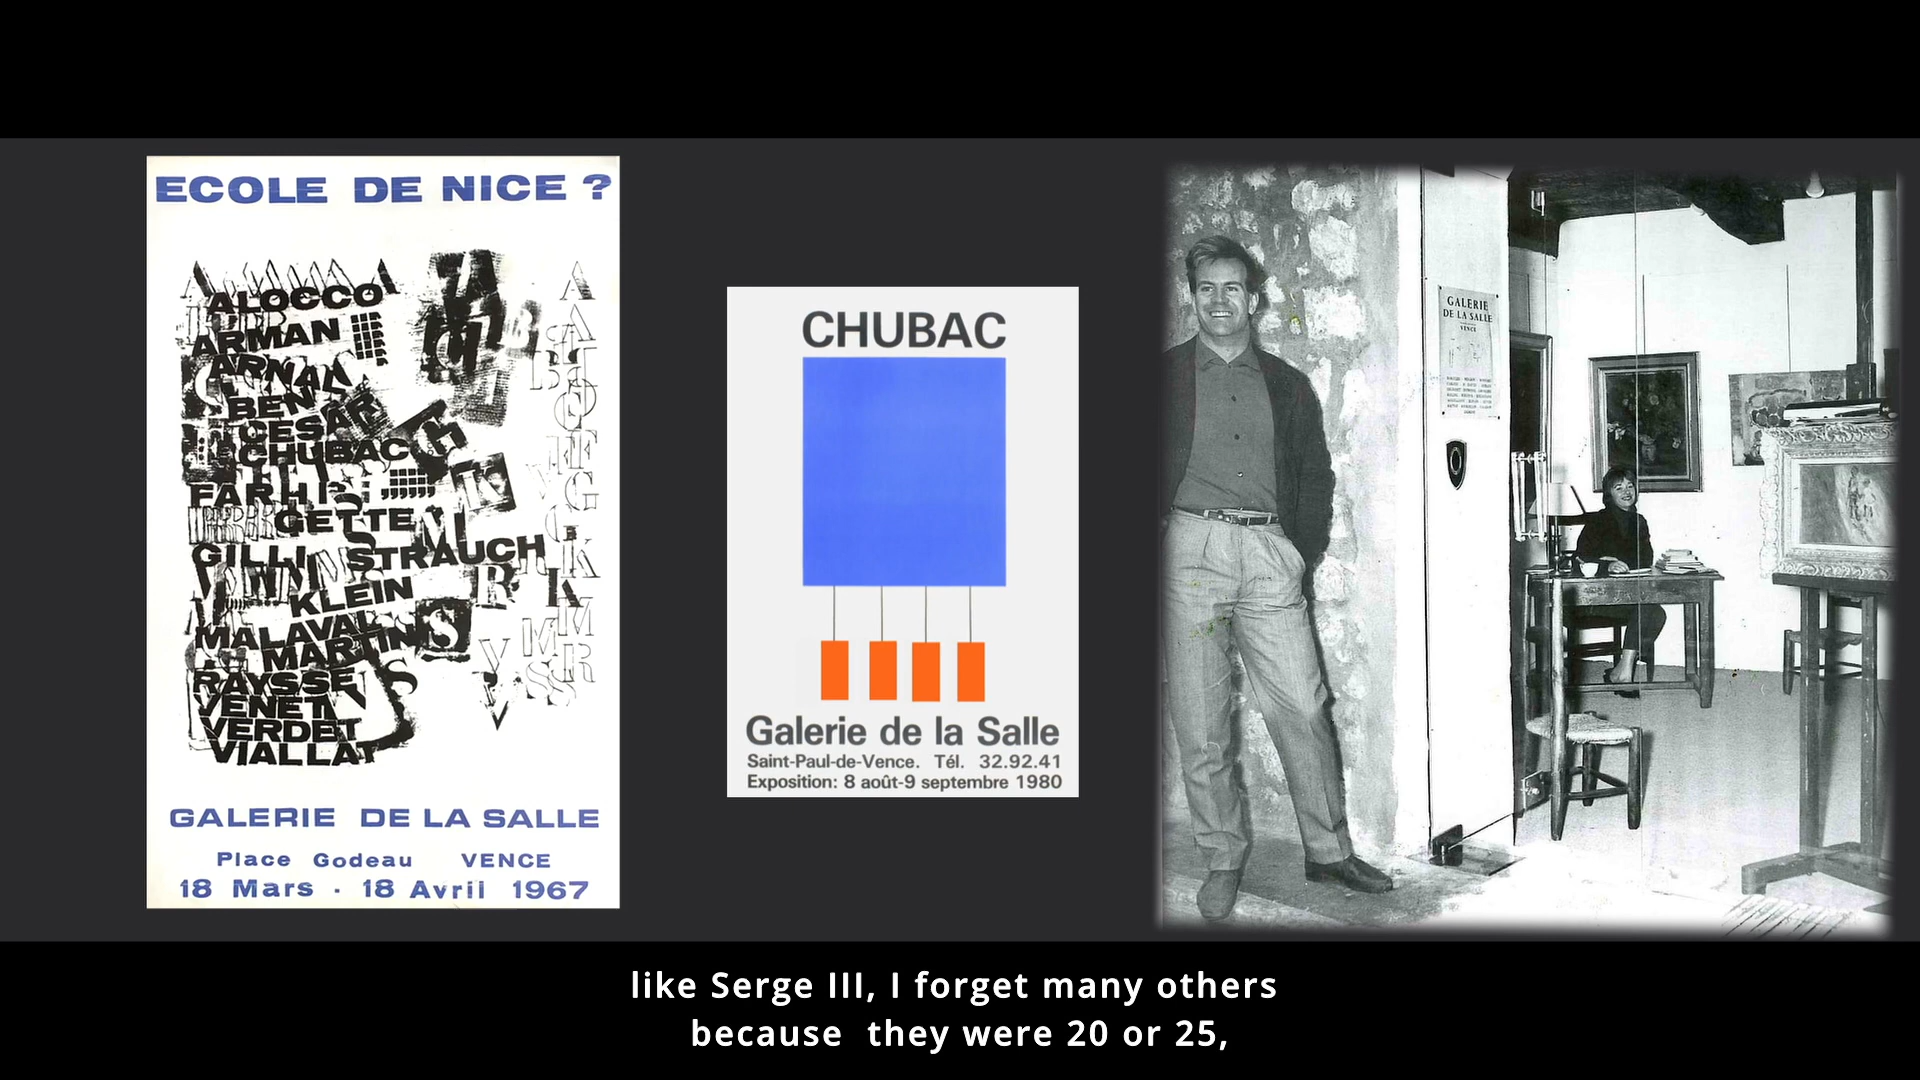 ECOLE DE NICE ?
ALOCCO
ARMAN
ARNAL
BEN
CESAR
CHUBAC
FARHI
GETTE
GILLI STRAUCH
KLEIN
MALAVAL
MARTIN
RAYSSE
VENET
VERDET
VIALLAT
GALERIE DE LA SALLE
Place Godeau VENCE
18 Mars - 18 Avril 1967
CHUBAC
Galerie de la Salle
Saint-Paul-de-Vence. Tél. 32.92.41
Exposition: 8 août-9 septembre 1980
GALERIE
DE LA SALLE
VENCE
like Serge III, I forget many others
because they were 20 or 25,